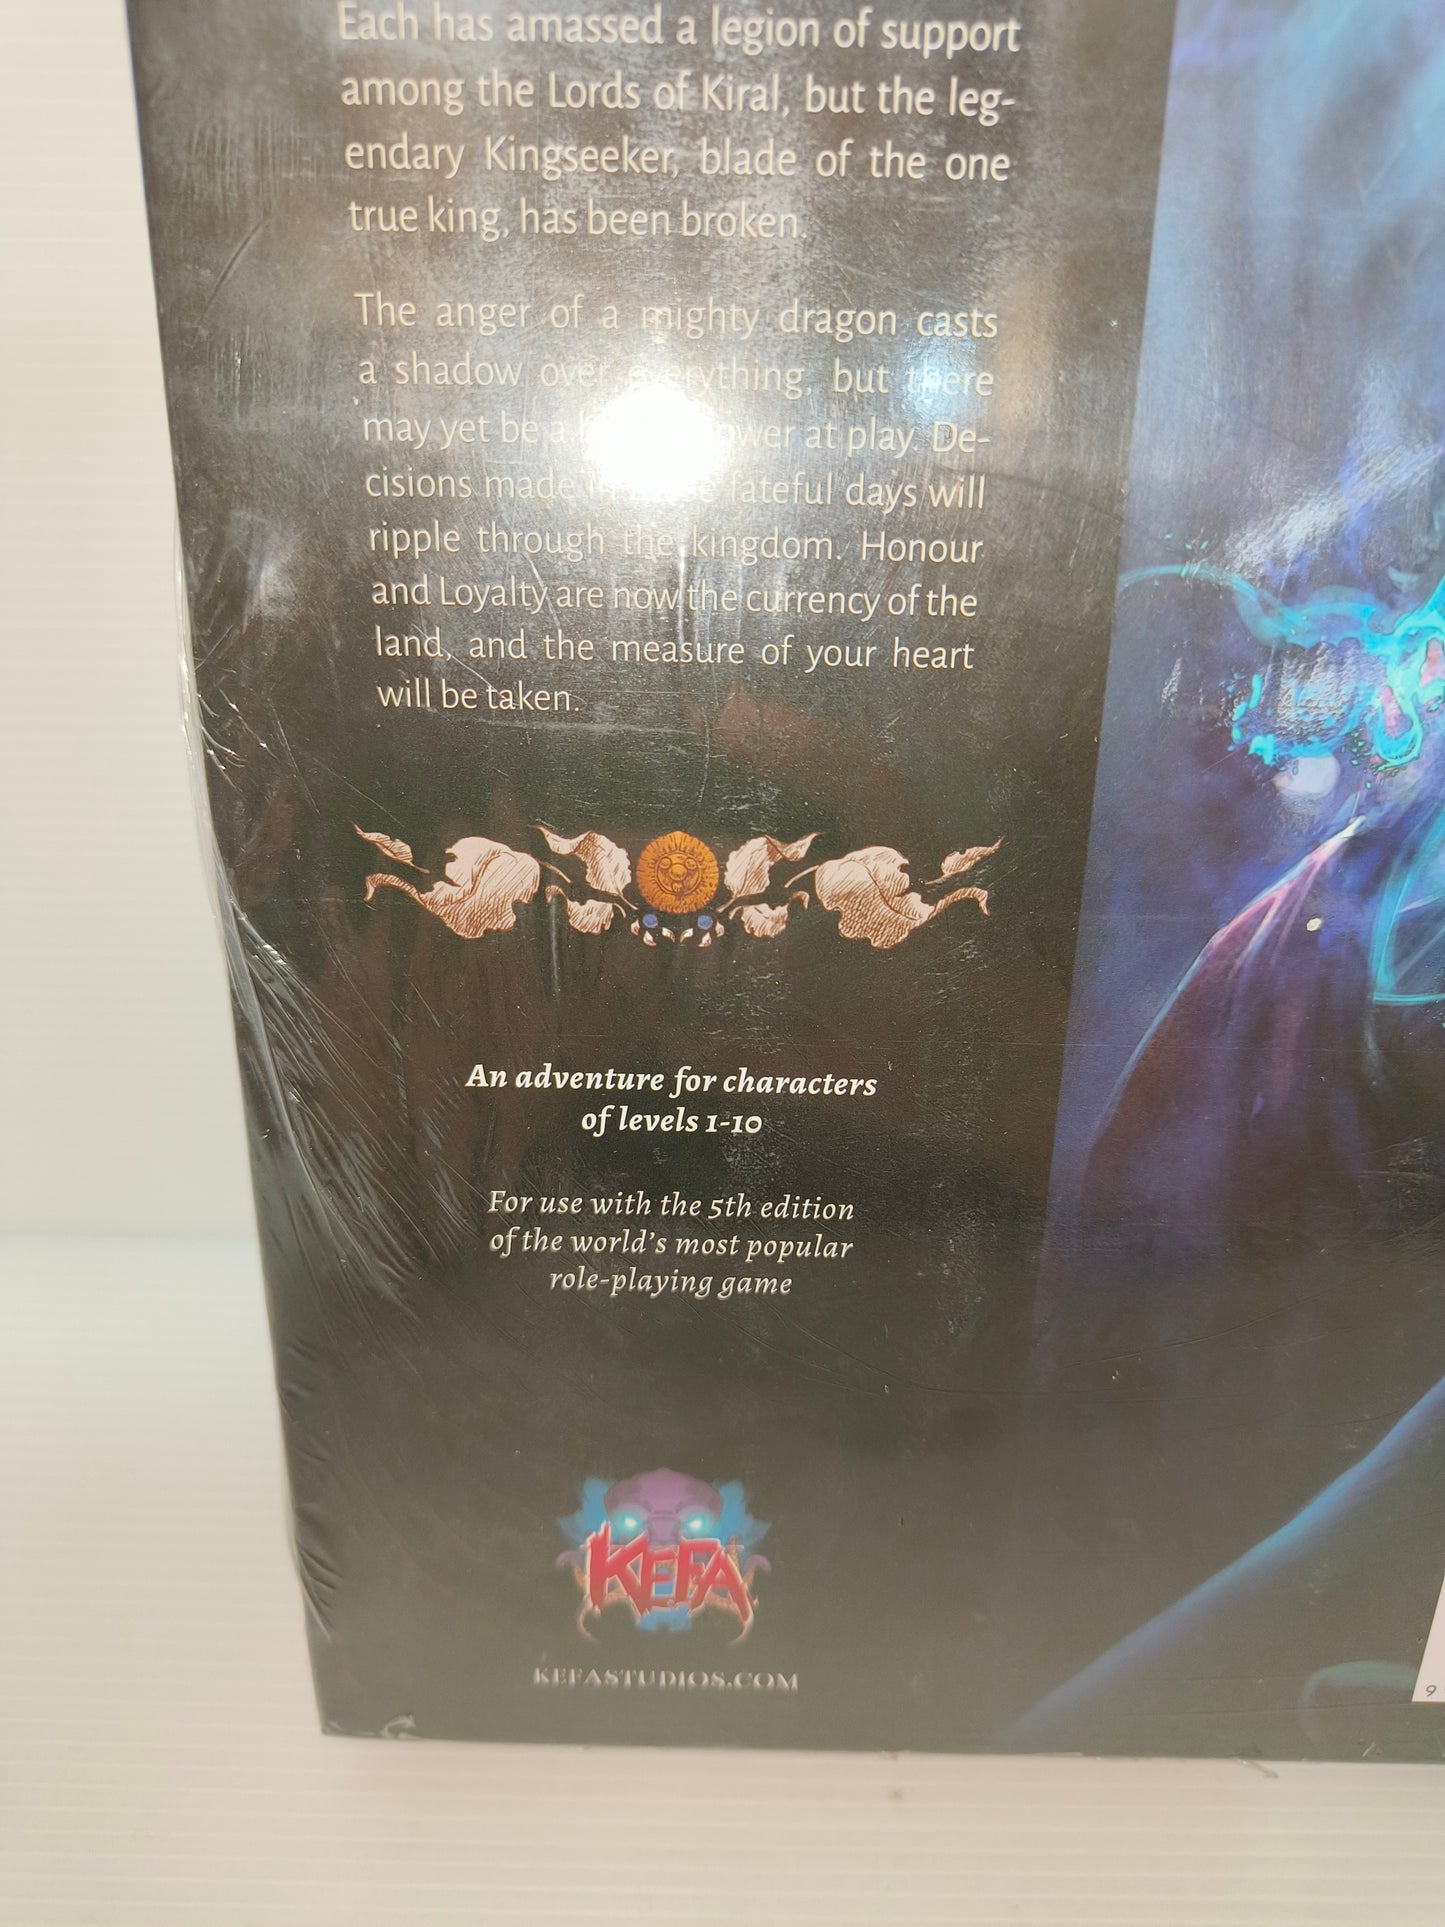 Each has amassed a legion of support
among the Lords of Kiral, but the leg-
endary Kingseeker, blade of the one
true king, has been broken.
The anger of a mighty dragon casts
a shadow over everything, but there
may yet be a power at play. De-
cisions made in these fateful days will
ripple through the kingdom. Honour
and Loyalty are now the currency of the
land, and the measure of your heart
will be taken.
An adventure for characters
of levels 1-10
For use with the 5th edition
of the world's most popular
role-playing game
KEFA
KEFASTUDIOS.COM
9